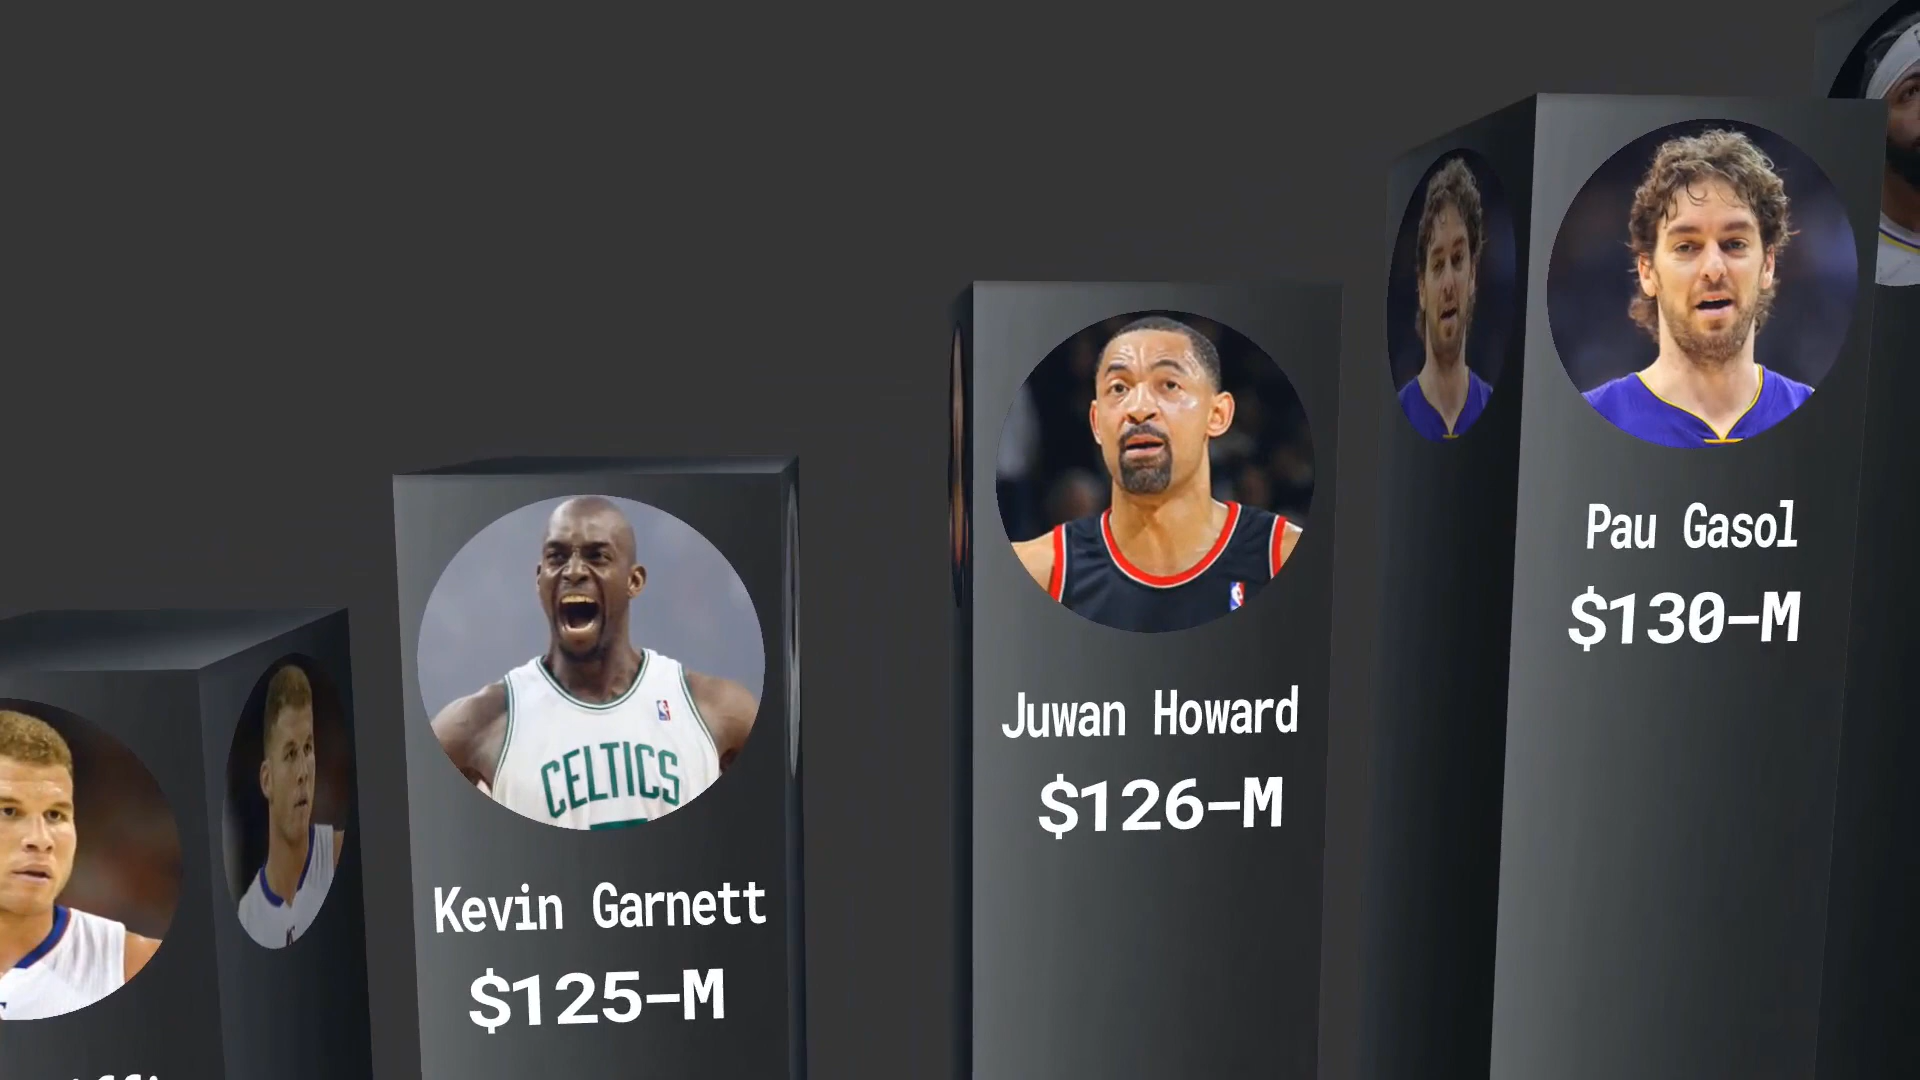 CELTICS
Kevin Garnett
$125-M
Juwan Howard
$126-M
Pau Gasol
$130-M